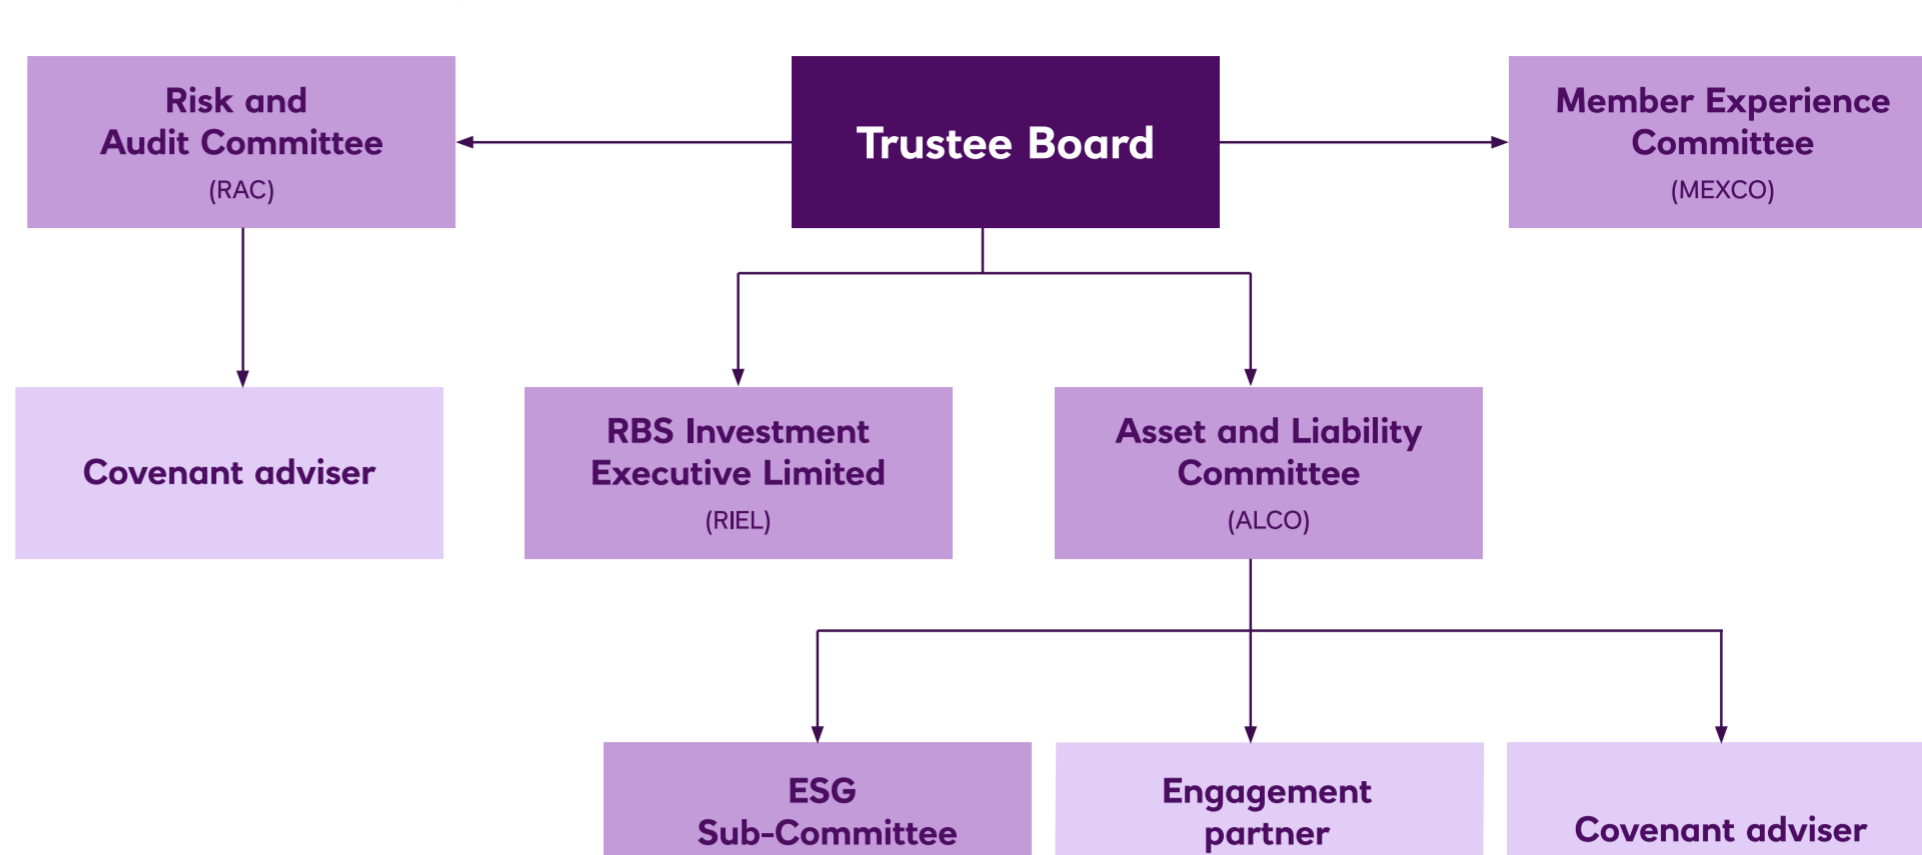 Risk and
Audit Committee
(RAC)
Trustee Board
Member Experience
Committee
(MEXCO)
Covenant adviser
RBS Investment
Executive Limited
(RIEL)
Asset and Liability
Committee
(ALCO)
ESG
Sub-Committee
Engagement
partner
Covenant adviser